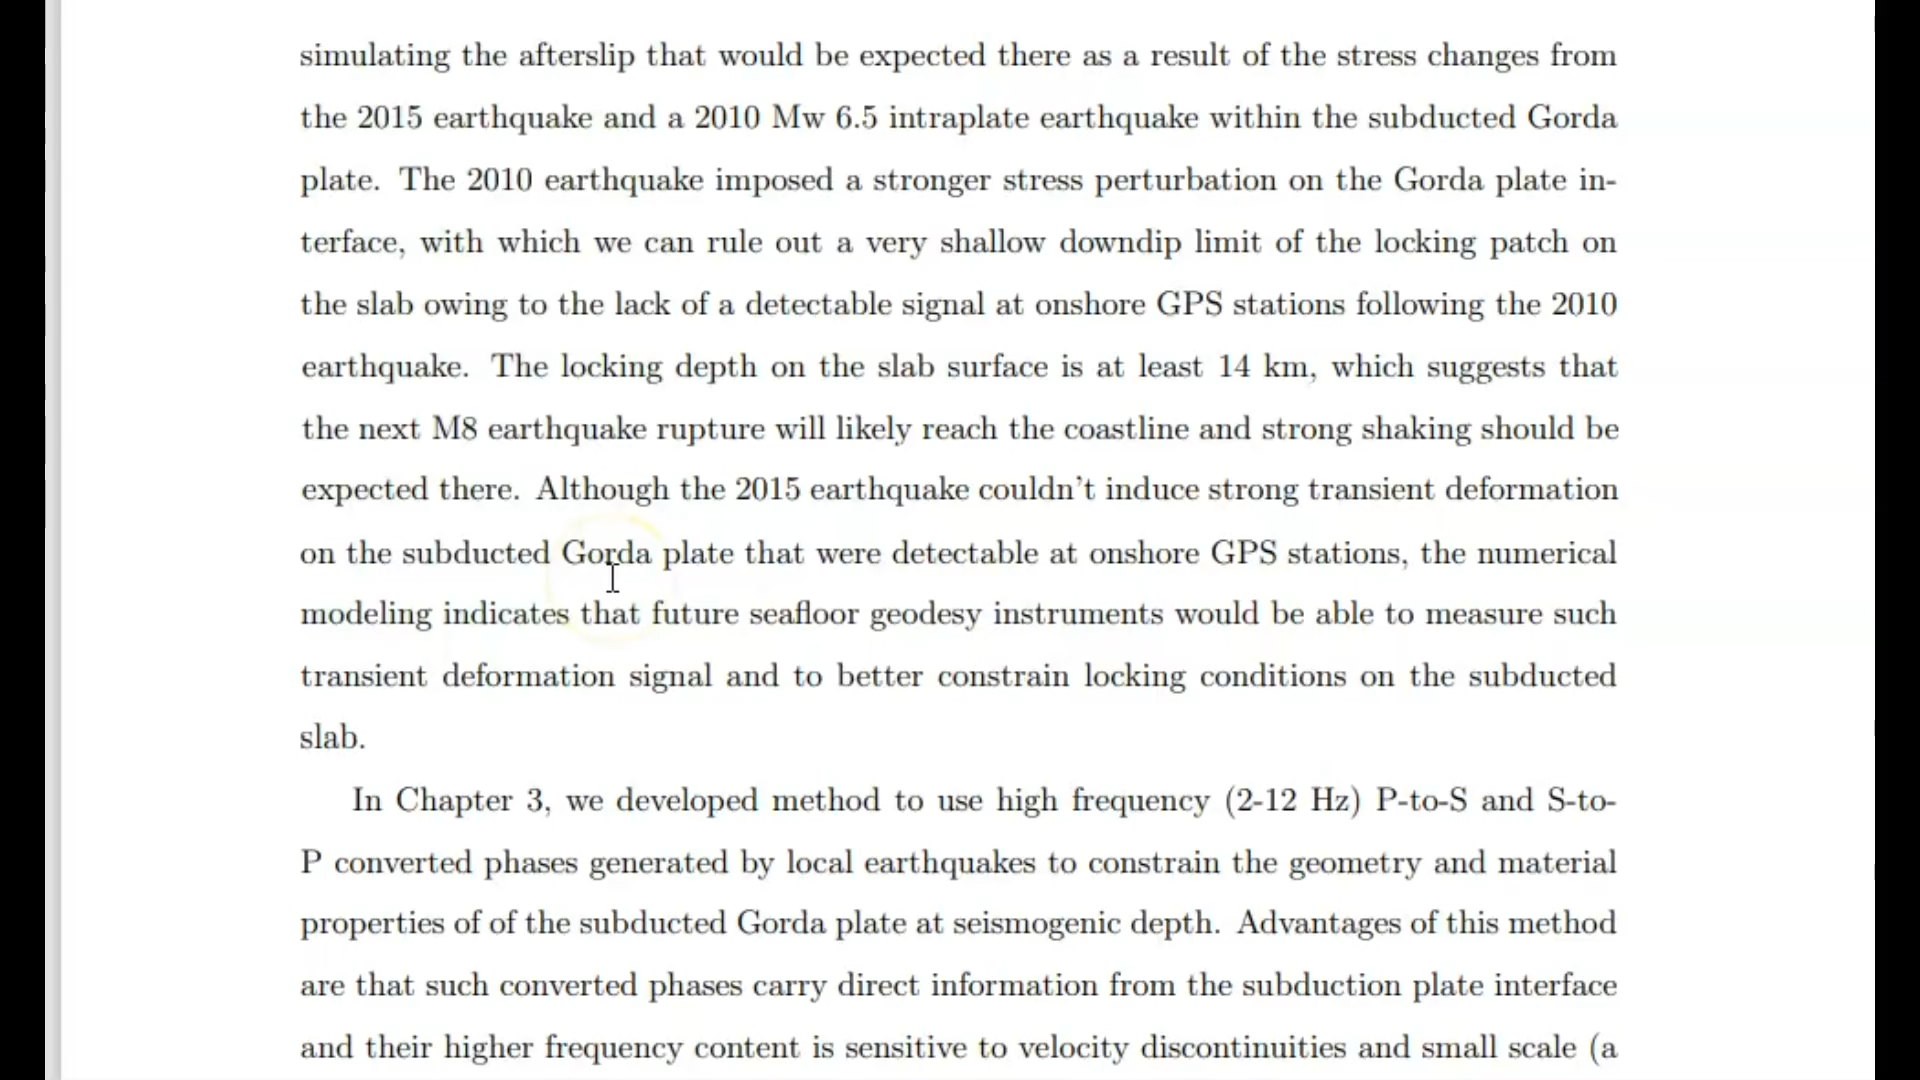 simulating the afterslip that would be expected there as a result of the stress changes from
the 2015 earthquake and a 2010 Mw 6.5 intraplate earthquake within the subducted Gorda
plate. The 2010 earthquake imposed a stronger stress perturbation on the Gorda plate in-
terface, with which we can rule out a very shallow downdip limit of the locking patch on
the slab owing to the lack of a detectable signal at onshore GPS stations following the 2010
earthquake. The locking depth on the slab surface is at least 14 km, which suggests that
the next M8 earthquake rupture will likely reach the coastline and strong shaking should be
expected there. Although the 2015 earthquake couldn't induce strong transient deformation
on the subducted Gorda plate that were detectable at onshore GPS stations, the numerical
modeling indicates that future seafloor geodesy instruments would be able to measure such
transient deformation signal and to better constrain locking conditions on the subducted
slab.
In Chapter 3, we developed method to use high frequency (2-12 Hz) P-to-S and S-to-
P converted phases generated by local earthquakes to constrain the geometry and material
properties of of the subducted Gorda plate at seismogenic depth. Advantages of this method
are that such converted phases carry direct information from the subduction plate interface
and their higher frequency content is sensitive to velocity discontinuities and small scale (a